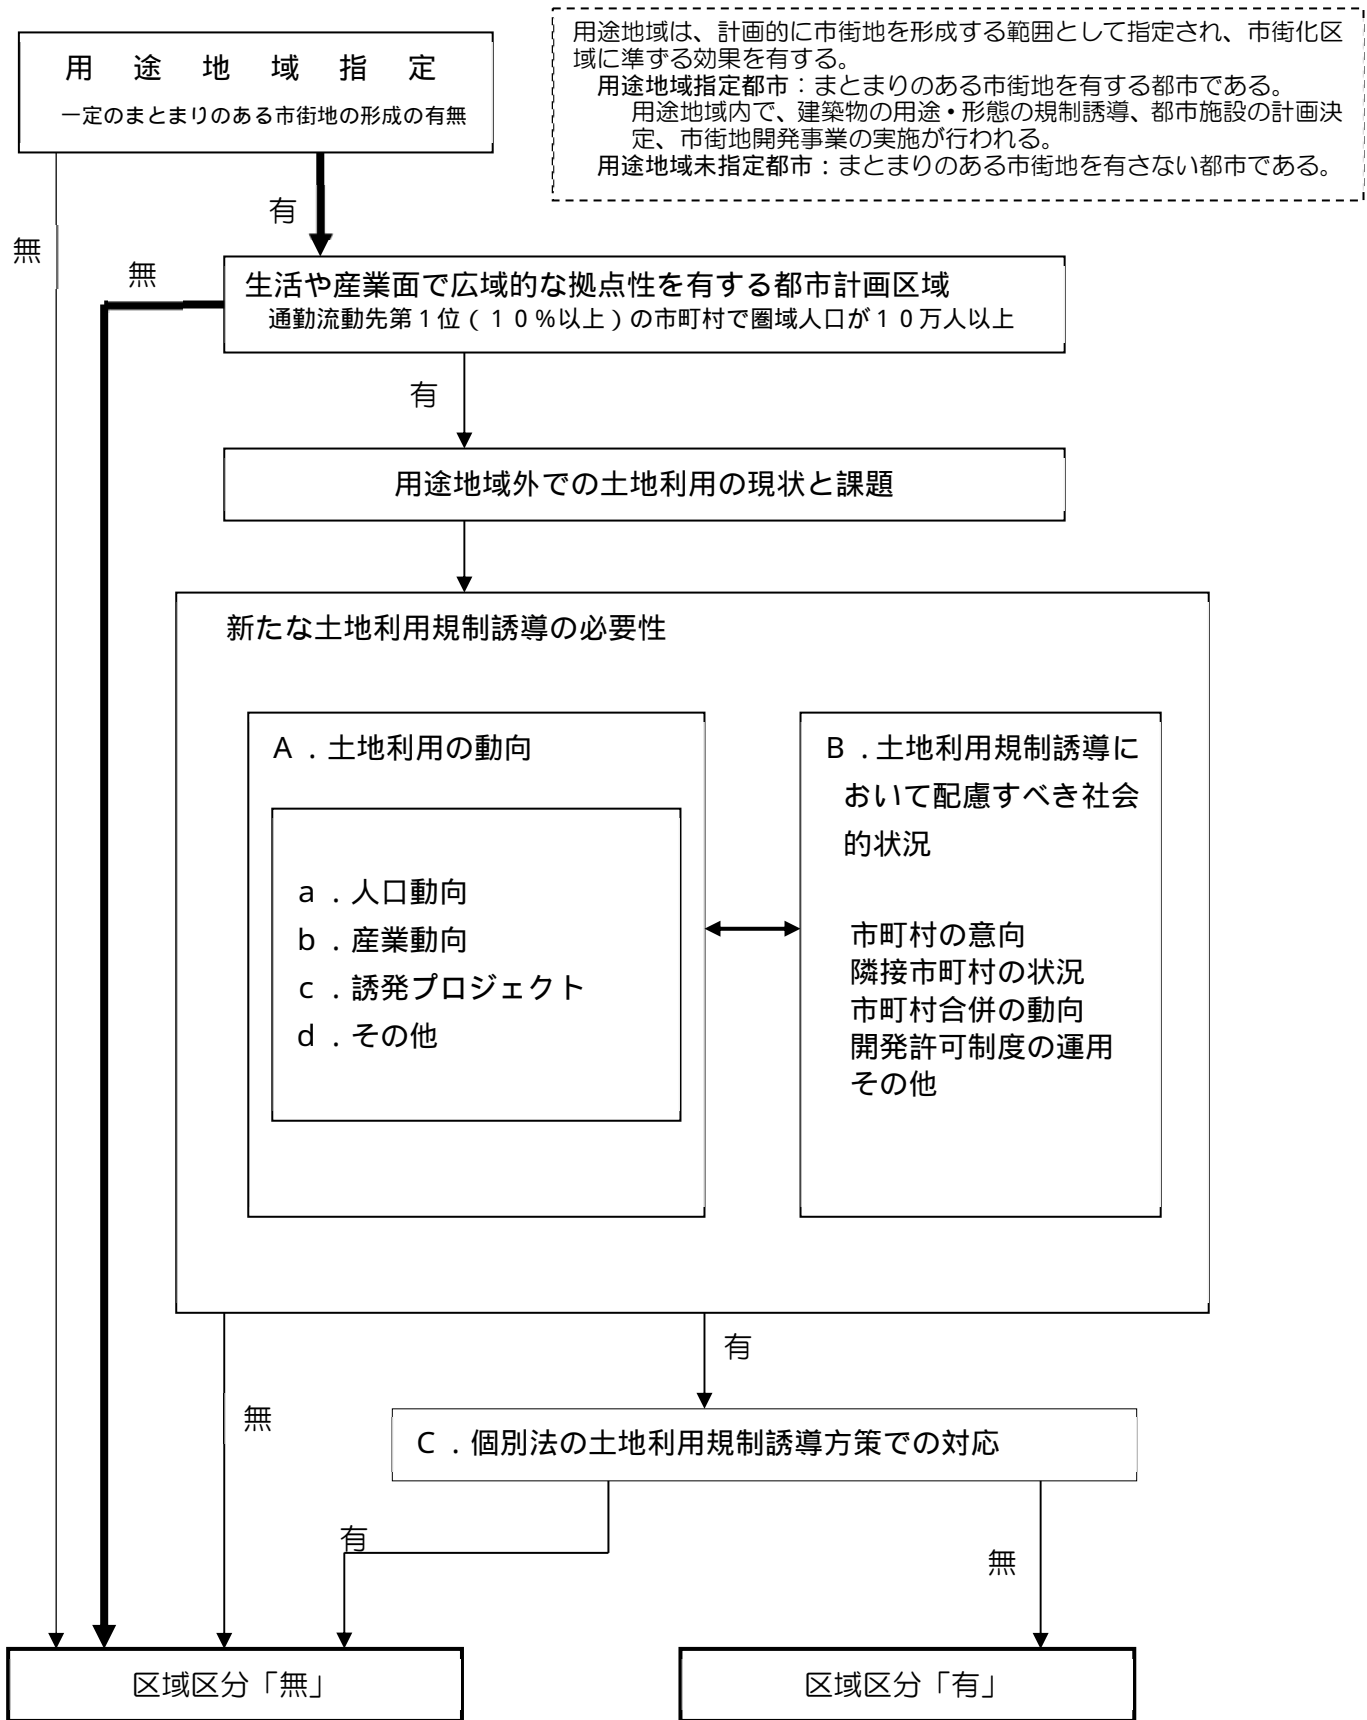 用途地域は、計画的に市街地を形成する範囲として指定され、市街化区
域に準ずる効果を有する。
用途地域指定都市：まとまりのある市街地を有する都市である。
用途地域内で、建築物の用途・形態の規制誘導、都市施設の計画決
定、市街地開発事業の実施が行われる。
用途地域未指定都市：まとまりのある市街地を有さない都市である。
用途地域指定
一定のまとまりのある市街地の形成の有無
有
無
無
生活や産業面で広域的な拠点性を有する都市計画区域
通勤流動先第１位（１０％以上）の市町村で圏域人口が１０万人以上
有
用途地域外での土地利用の現状と課題
新たな土地利用規制誘導の必要性
Ａ．土地利用の動向
ａ．人口動向
ｂ．産業動向
ｃ．誘発プロジェクト
ｄ．その他
Ｂ．土地利用規制誘導に
おいて配慮すべき社会
的状況
市町村の意向
隣接市町村の状況
市町村合併の動向
開発許可制度の運用
その他
有
無
Ｃ．個別法の土地利用規制誘導方策での対応
有
無
区域区分「無」
区域区分「有」